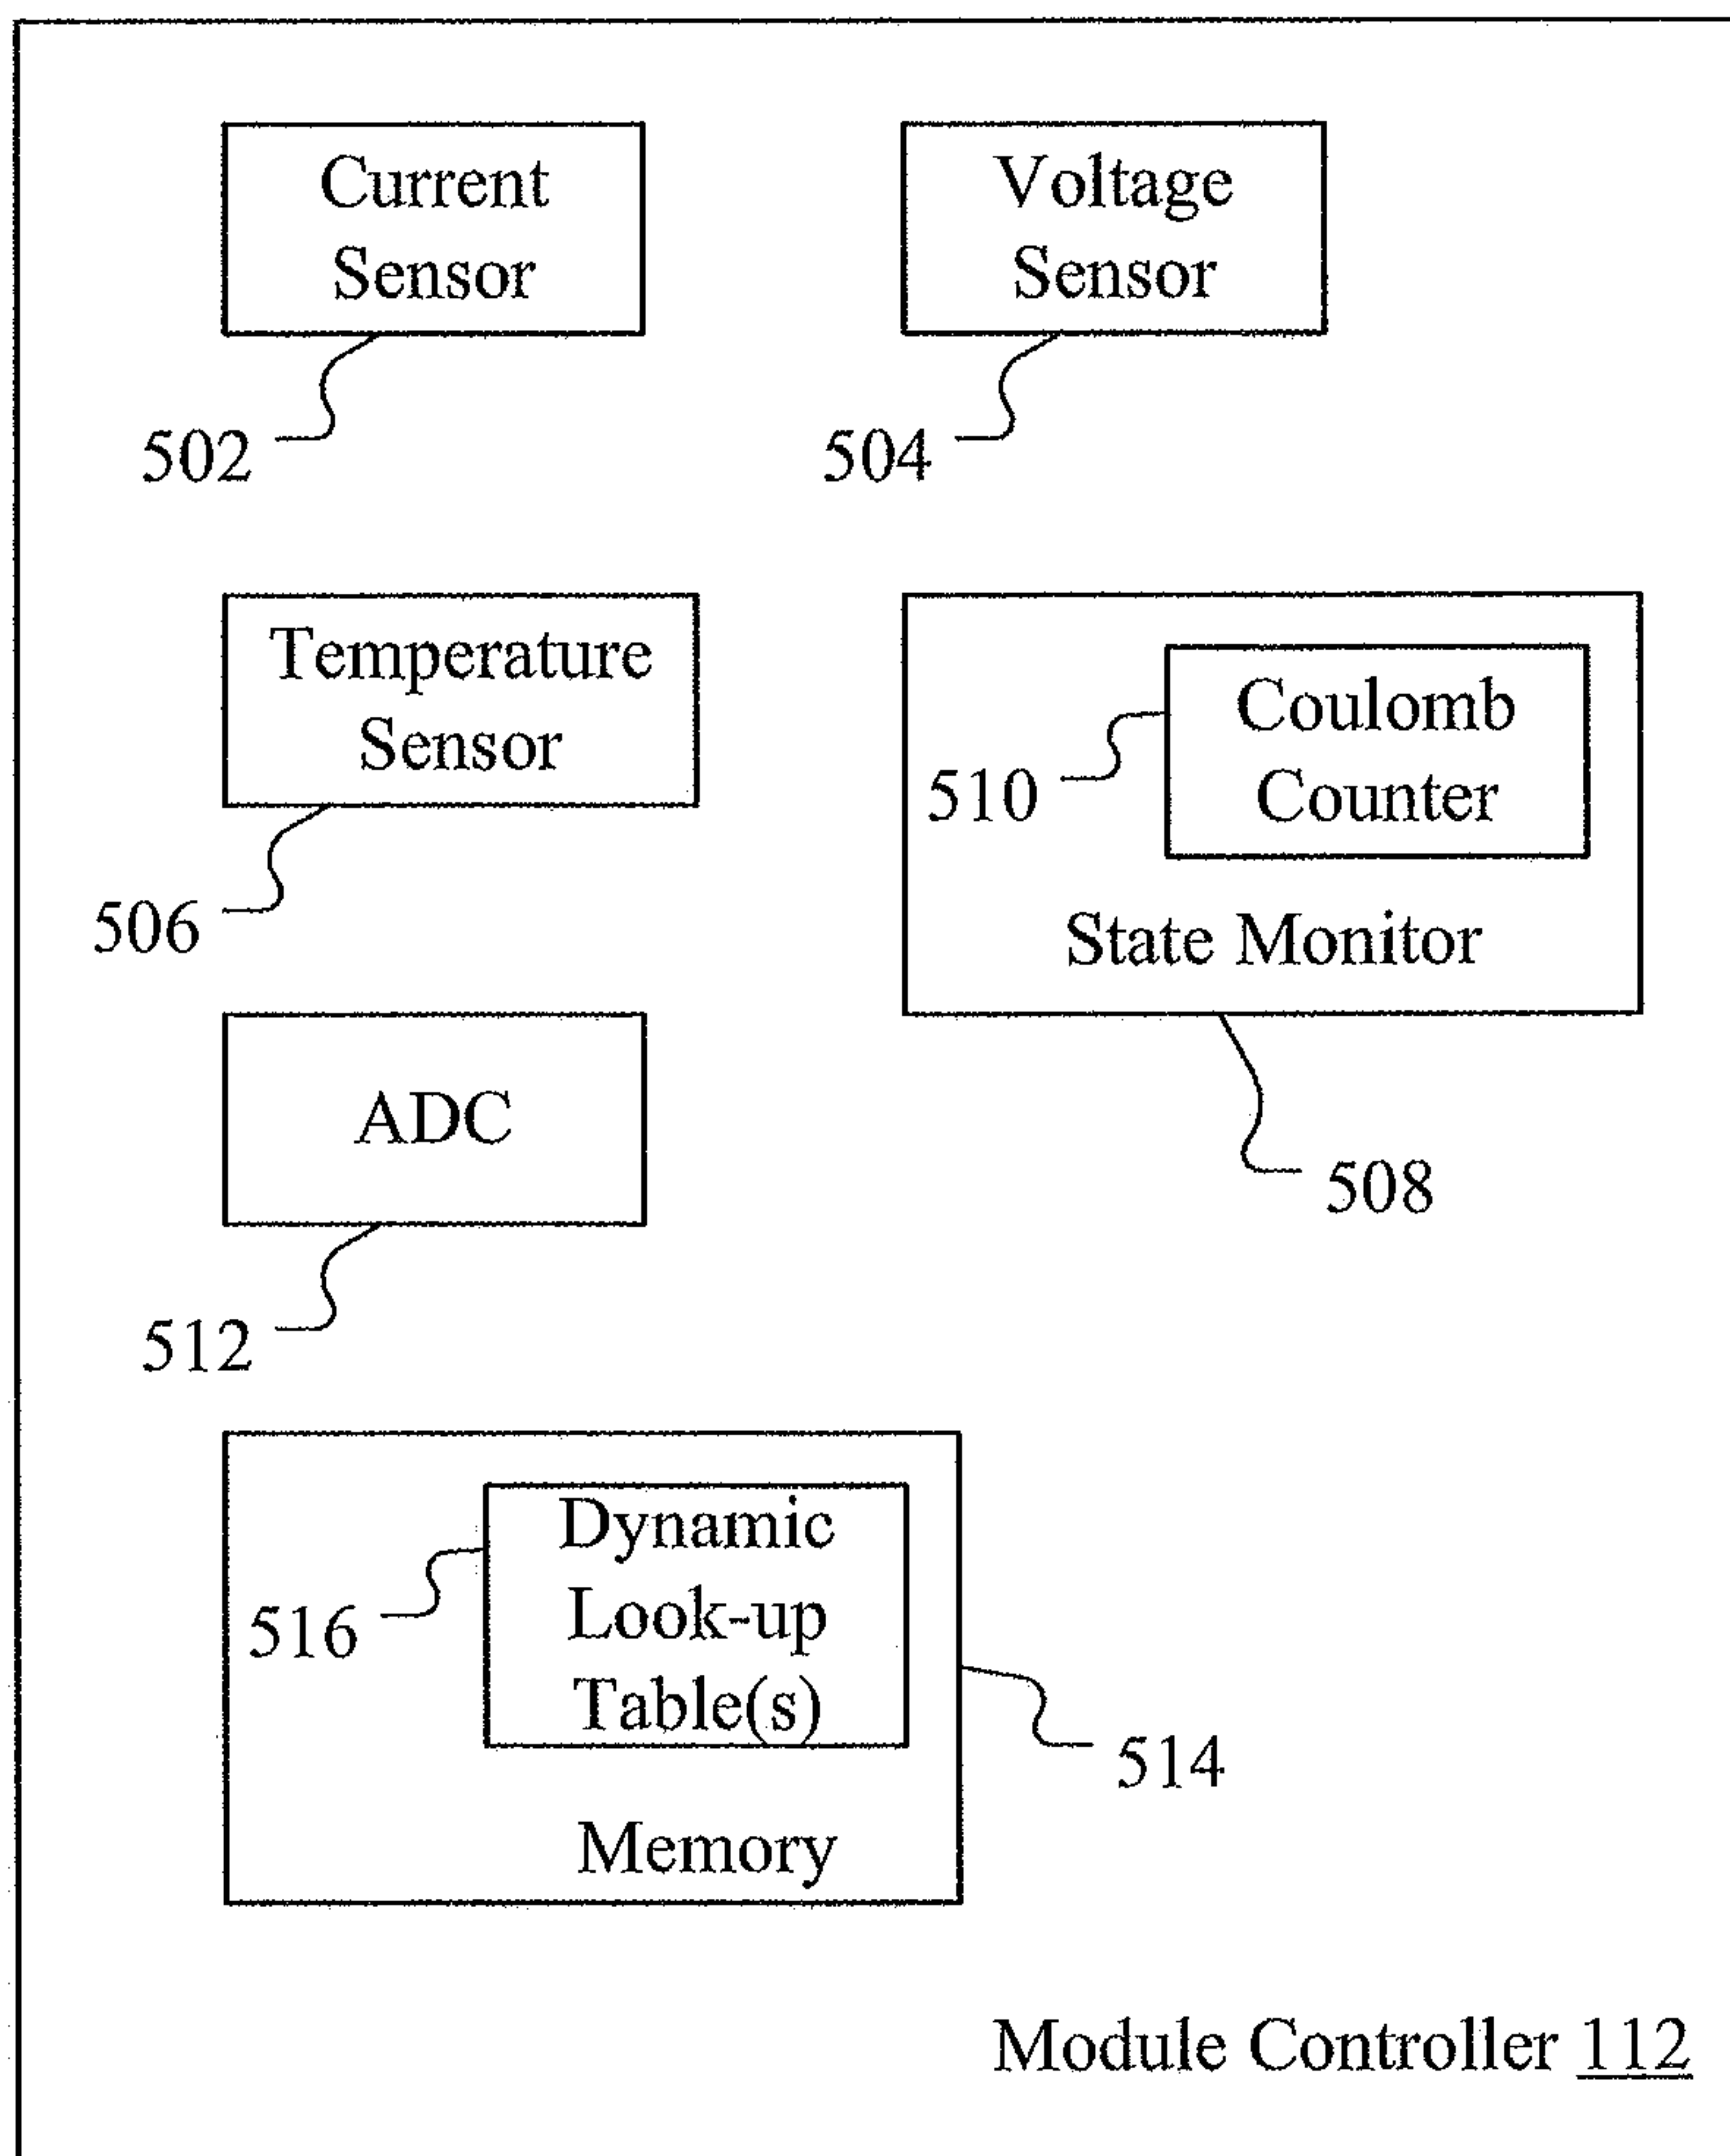 Current
Sensor
502
Voltage
Sensor
504
Temperature
Sensor
506
Coulomb
Counter
510
State Monitor
508
ADC
512
Dynamic
Look-up
Table(s)
516
Memory
514
Module Controller 112